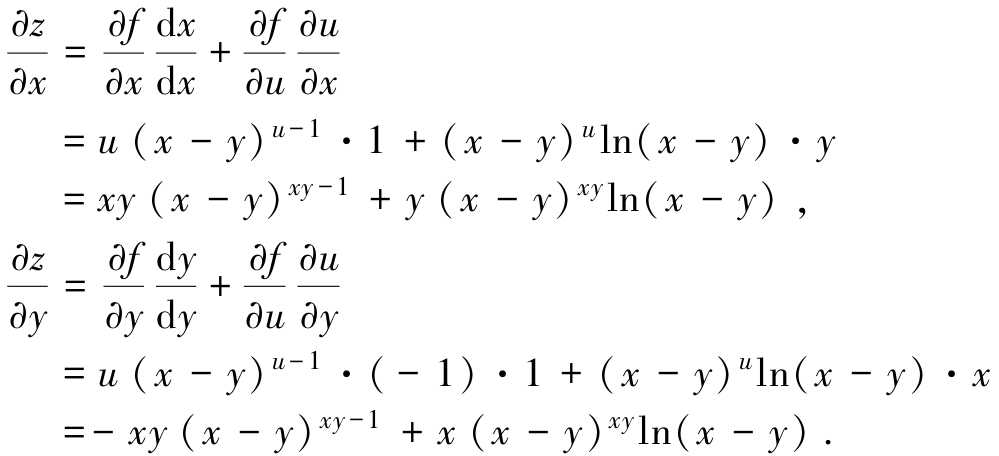 ∂z/∂x = ∂f/∂x dx/dx + ∂f/∂u ∂u/∂x
= u (x − y)^{u−1} · 1 + (x − y)^u ln(x − y) · y
= xy (x − y)^{xy−1} + y (x − y)^{xy} ln(x − y) ,
∂z/∂y = ∂f/∂y dy/dy + ∂f/∂u ∂u/∂y
= u (x − y)^{u−1} · (− 1) · 1 + (x − y)^u ln(x − y) · x
= − xy (x − y)^{xy−1} + x (x − y)^{xy} ln(x − y) .